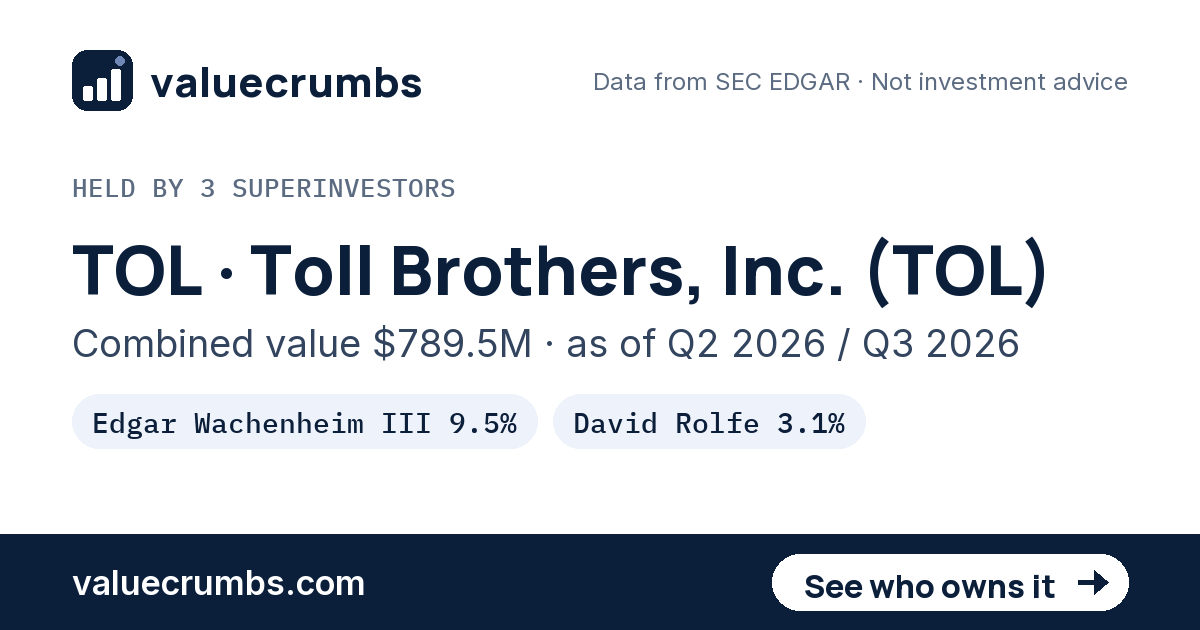 valuecrumbs
Data from SEC EDGAR · Not investment advice
HELD BY 3 SUPERINVESTORS
TOL · Toll Brothers, Inc. (TOL)
Combined value $789.5M · as of Q2 2026 / Q3 2026
Edgar Wachenheim III 9.5%
David Rolfe 3.1%
valuecrumbs.com
See who owns it →